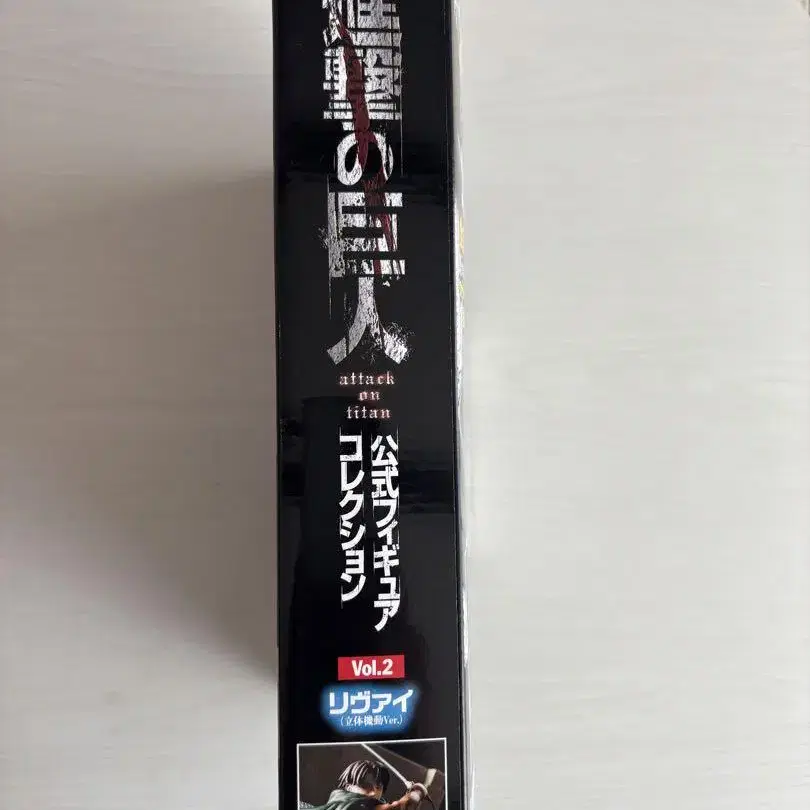 進撃の巨人
attack
on
titan
公式フィギュア
コレクション
Vol.2
リヴァイ
(立体機動Ver.)